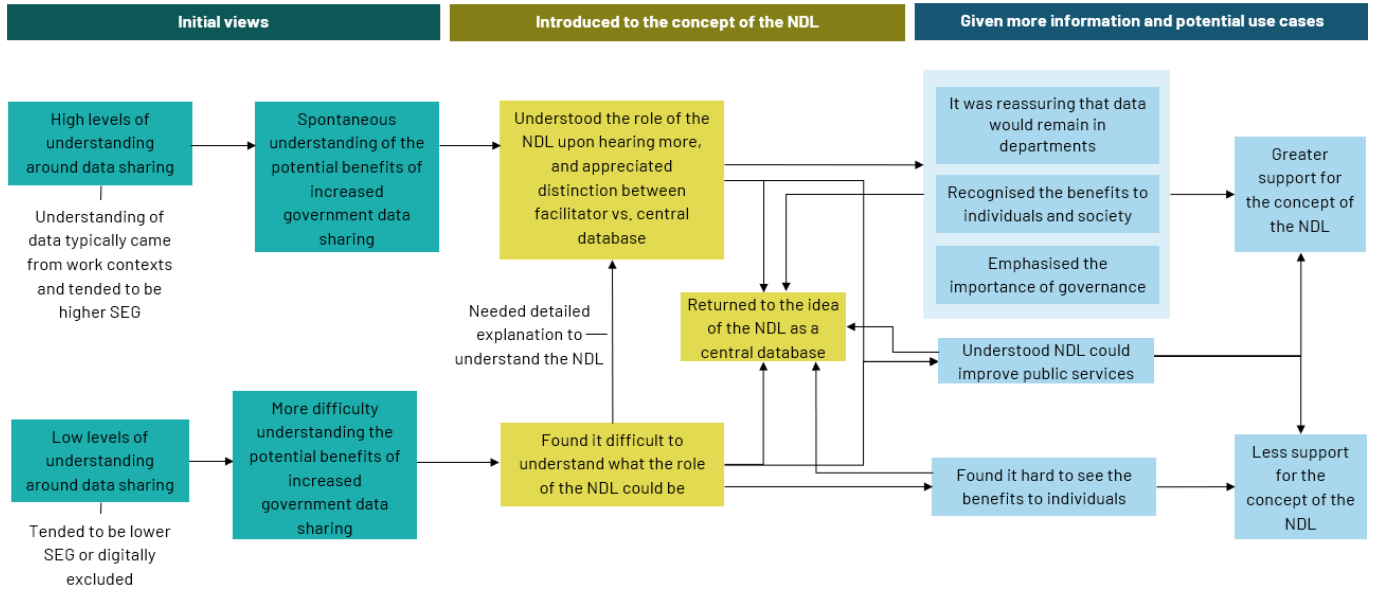 Initial views
Introduced to the concept of the NDL
Given more information and potential use cases
High levels of
understanding
around data sharing
Understanding of
data typically came
from work contexts
and tended to be
higher SEG
Spontaneous
understanding of the
potential benefits of
increased
government data
sharing
Understood the role of the
NDL upon hearing more,
and appreciated
distinction between
facilitator vs. central
database
It was reassuring that data
would remain in
departments
Recognised the benefits to
individuals and society
Emphasised the
importance of governance
Greater
support for
the concept of
the NDL
Needed detailed
explanation to
understand the NDL
Returned to the idea
of the NDL as a
central database
Understood NDL could
improve public services
Low levels of
understanding
around data sharing
Tended to be lower
SEG or digitally
excluded
More difficulty
understanding the
potential benefits of
increased
government data
sharing
Found it difficult to
understand what the role
of the NDL could be
Found it hard to see the
benefits to individuals
Less support
for the
concept of the
NDL